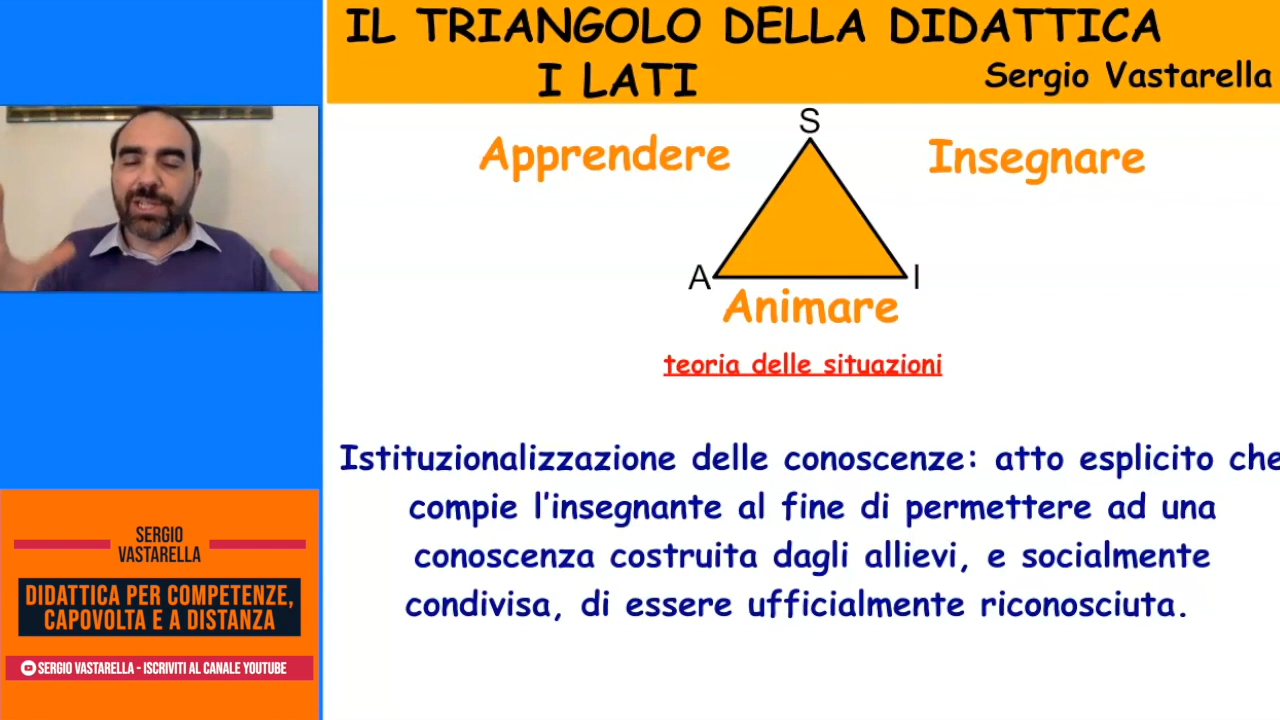 IL TRIANGOLO DELLA DIDATTICA
I LATI
Sergio Vastarella
S
Apprendere
Insegnare
A
I
Animare
teoria delle situazioni
Istituzionalizzazione delle conoscenze: atto esplicito che
compie l'insegnante al fine di permettere ad una
conoscenza costruita dagli allievi, e socialmente
condivisa, di essere ufficialmente riconosciuta.
SERGIO
VASTARELLA
DIDATTICA PER COMPETENZE,
CAPOVOLTA E A DISTANZA
SERGIO VASTARELLA - ISCRIVITI AL CANALE YOUTUBE